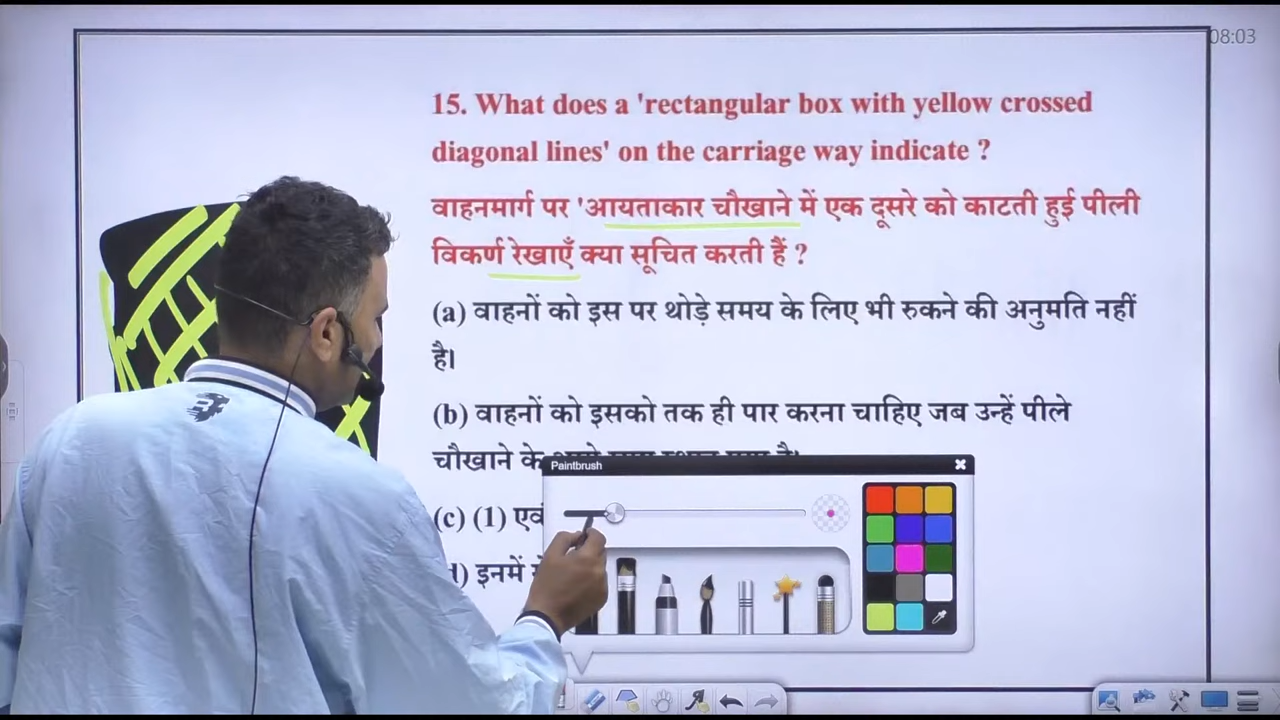 08:03
15. What does a 'rectangular box with yellow crossed
diagonal lines' on the carriage way indicate ?
वाहनमार्ग पर 'आयताकार चौखाने में एक दूसरे को काटती हुई पीली
विकर्ण रेखाएँ क्या सूचित करती हैं ?
(a) वाहनों को इस पर थोड़े समय के लिए भी रुकने की अनुमति नहीं
है।
(b) वाहनों को इसको तक ही पार करना चाहिए जब उन्हें पीले
चौखाने के
Paintbrush
(c) (1) एवं
इनमें